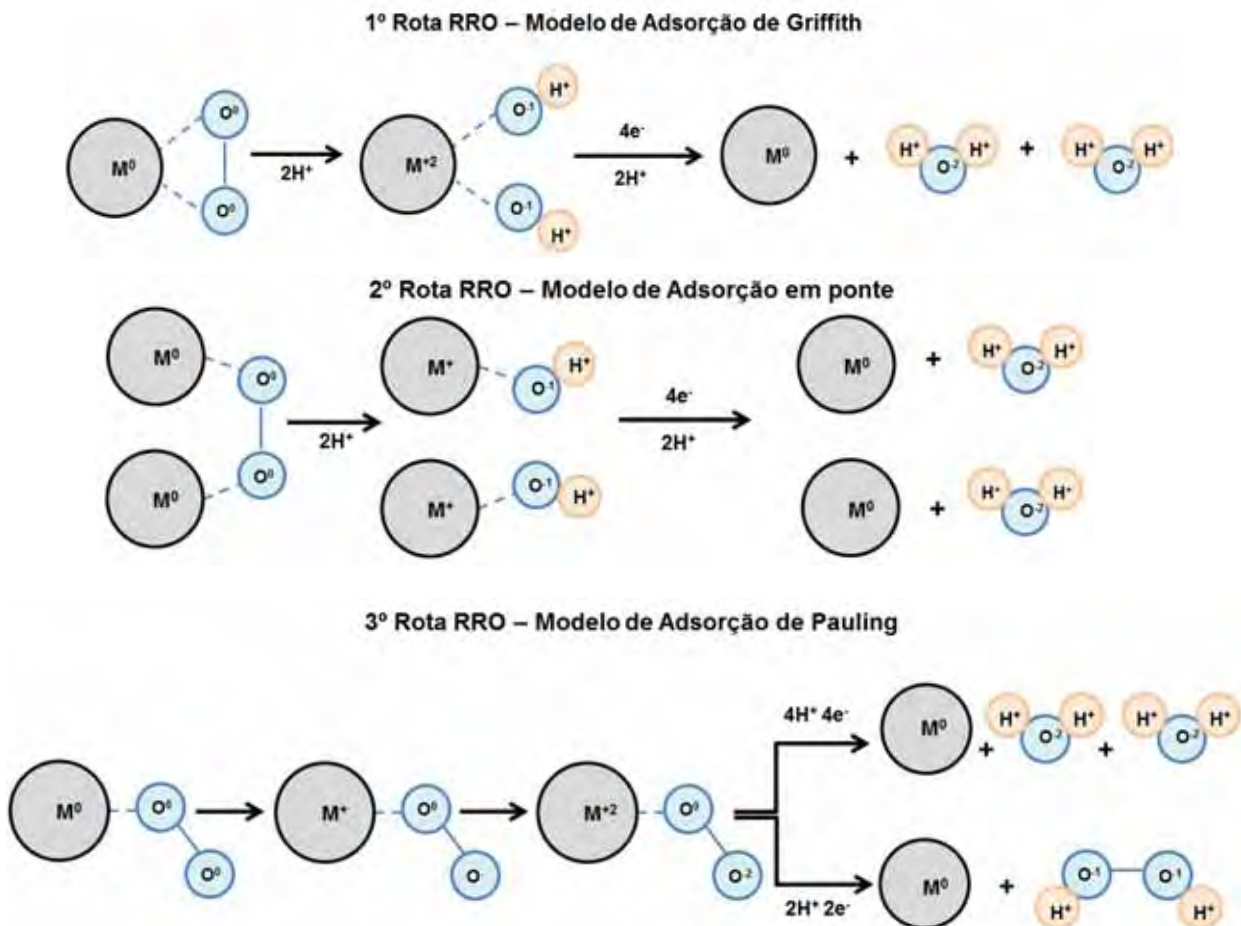 1º Rota RRO – Modelo de Adsorção de Griffith
M⁰ O⁰ O⁰
2H⁺
M⁺² O⁻¹ H⁺ O⁻¹ H⁺
4e⁻
2H⁺
M⁰ + H⁺ H⁺ O⁻² + H⁺ H⁺ O⁻²
2º Rota RRO – Modelo de Adsorção em ponte
M⁰ O⁰
M⁰ O⁰
2H⁺
M⁺ O⁻¹ H⁺
M⁺ O⁻¹ H⁺
4e⁻
2H⁺
M⁰ + H⁺ H⁺ O⁻²
M⁰ + H⁺ H⁺ O⁻²
3º Rota RRO – Modelo de Adsorção de Pauling
M⁰ O⁰ O⁰
M⁺ O⁰ O
M⁺² O⁰ O⁻²
4H⁺ 4e⁻
M⁰ + H⁺ H⁺ O⁻² + H⁺ H⁺ O⁻²
2H⁺ 2e⁻
M⁰ + O⁻¹ O⁻¹ H⁺ H⁺